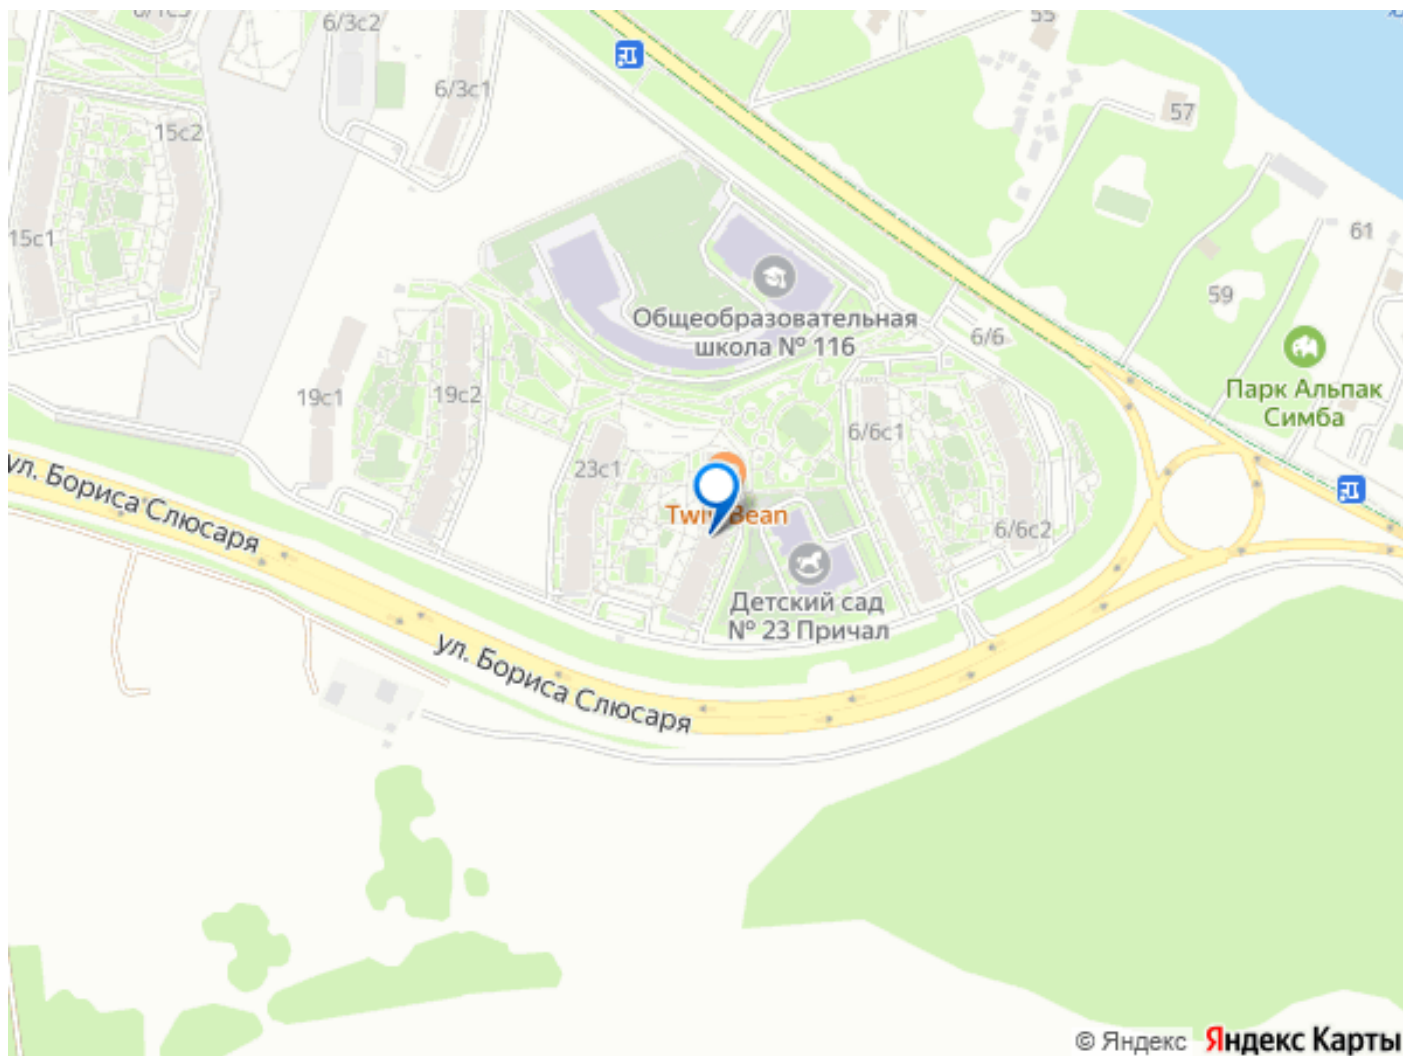 55
6/3с2
6/3с1
57
15с2
15с1
61
59
Общеобразовательная
школа № 116
6/6
Парк Альпак
Симба
19с1
19с2
6/6с1
23с1
6/6с2
Детский сад
№ 23 Причал
ул. Бориса Слюсаря
ул. Бориса Слюсаря
© Яндекс Яндекс Карты